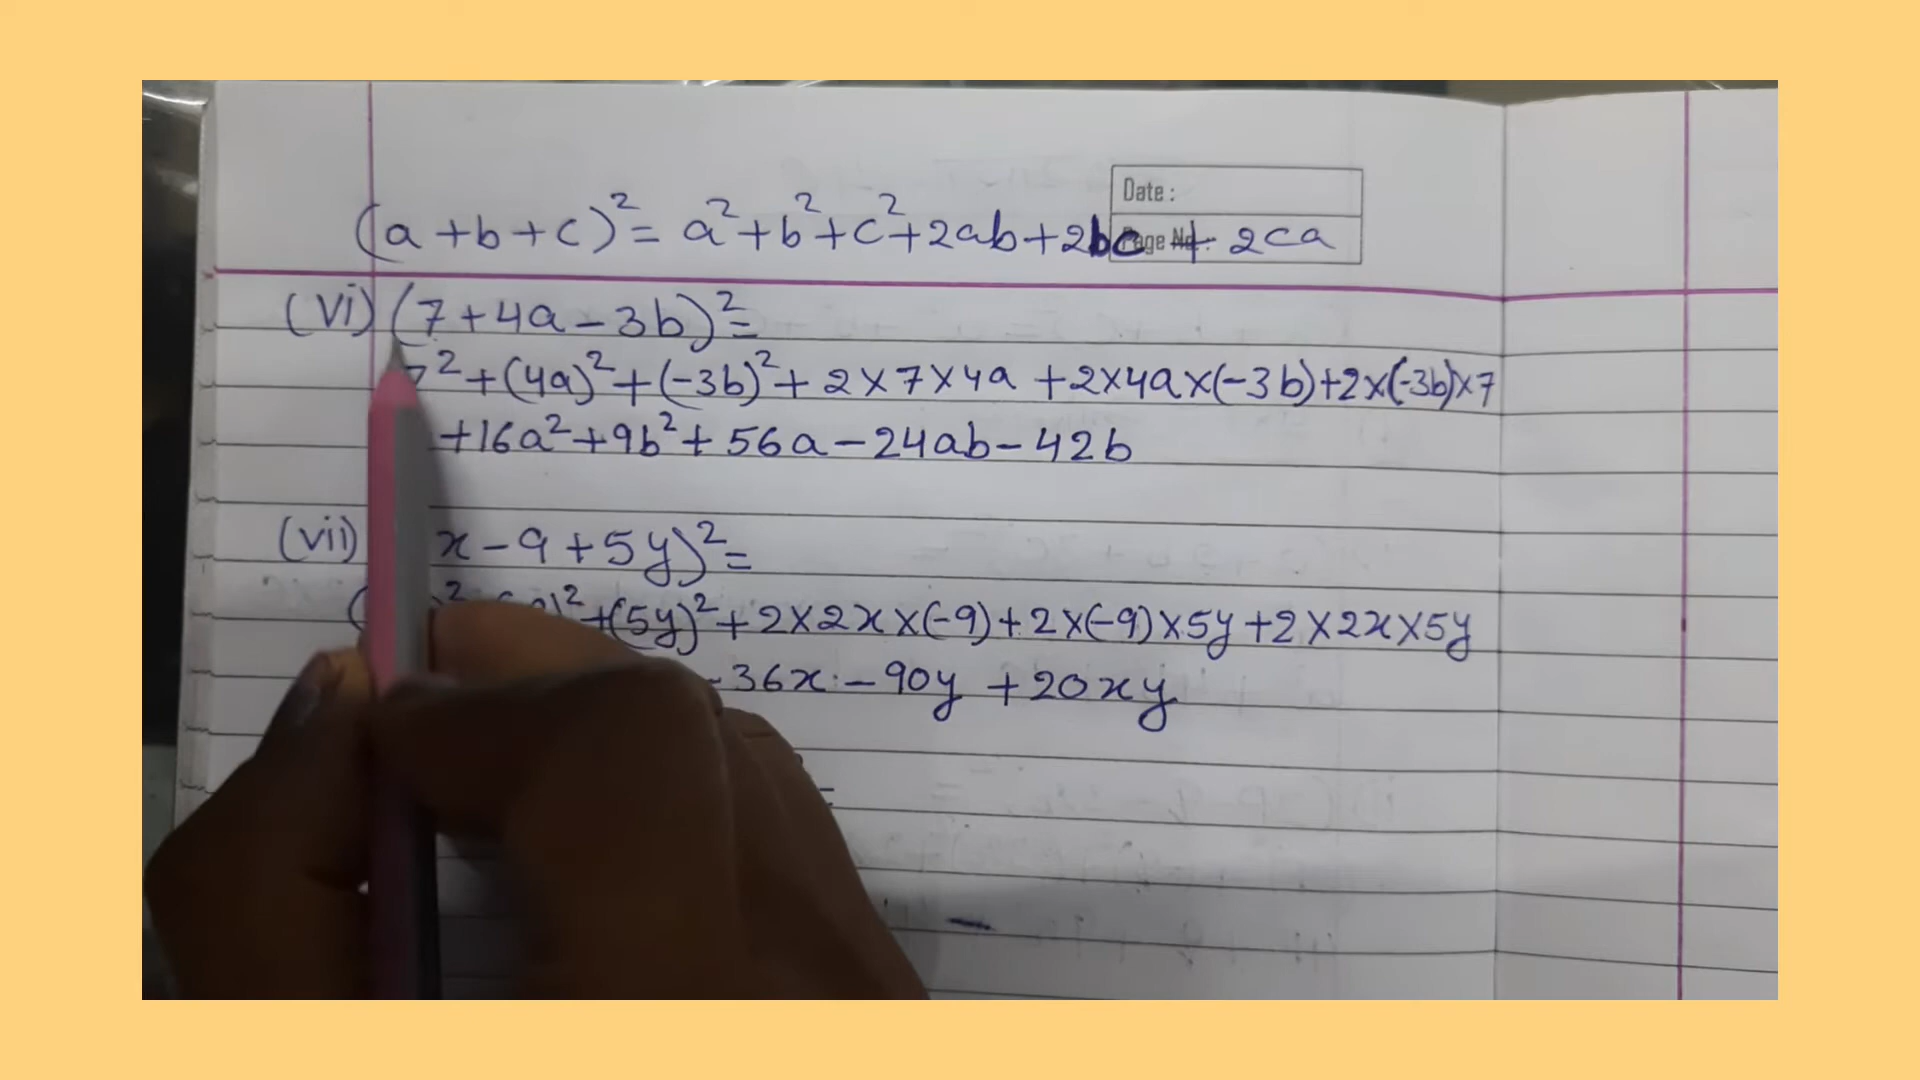 Date :
(a+b+c)² = a²+b²+c²+2ab+2bc + 2ca
(vi) (7+4a-3b)² =
7²+(4a)²+(-3b)²+ 2×7×4a +2×4a×(-3b)+2×(-3b)×7
+16a²+9b²+56a-24ab-42b
(vii) x-9+5y)² =
² ²+(5y)²+2×2x×(-9)+2×(-9)×5y+2×2x×5y
-36x-90y +20xy
=